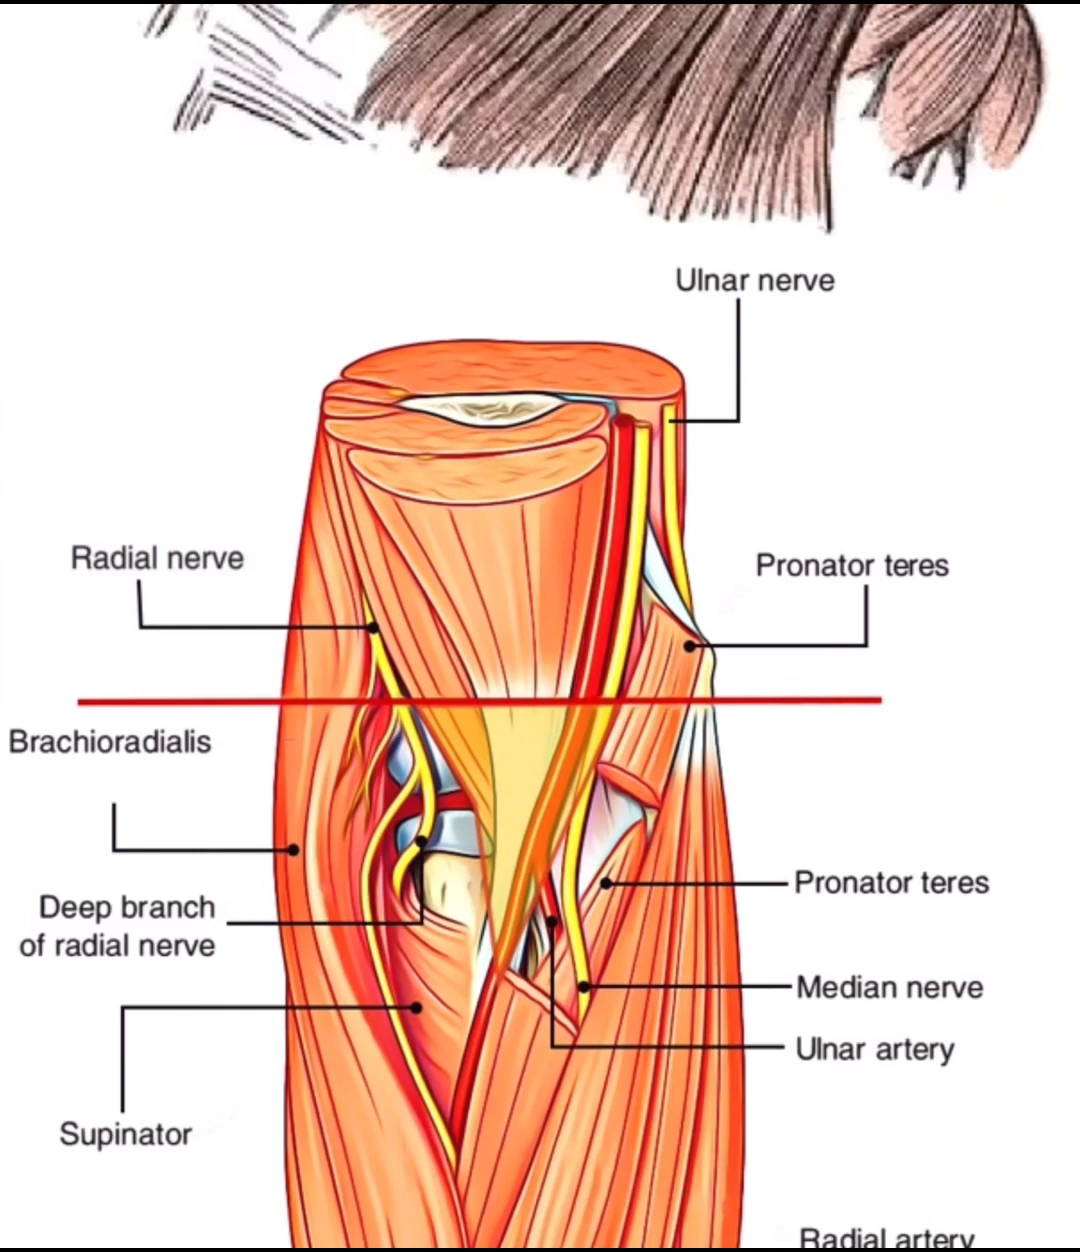 Ulnar nerve
Radial nerve
Pronator teres
Brachioradialis
Pronator teres
Deep branch
of radial nerve
Median nerve
Ulnar artery
Supinator
Radial artery